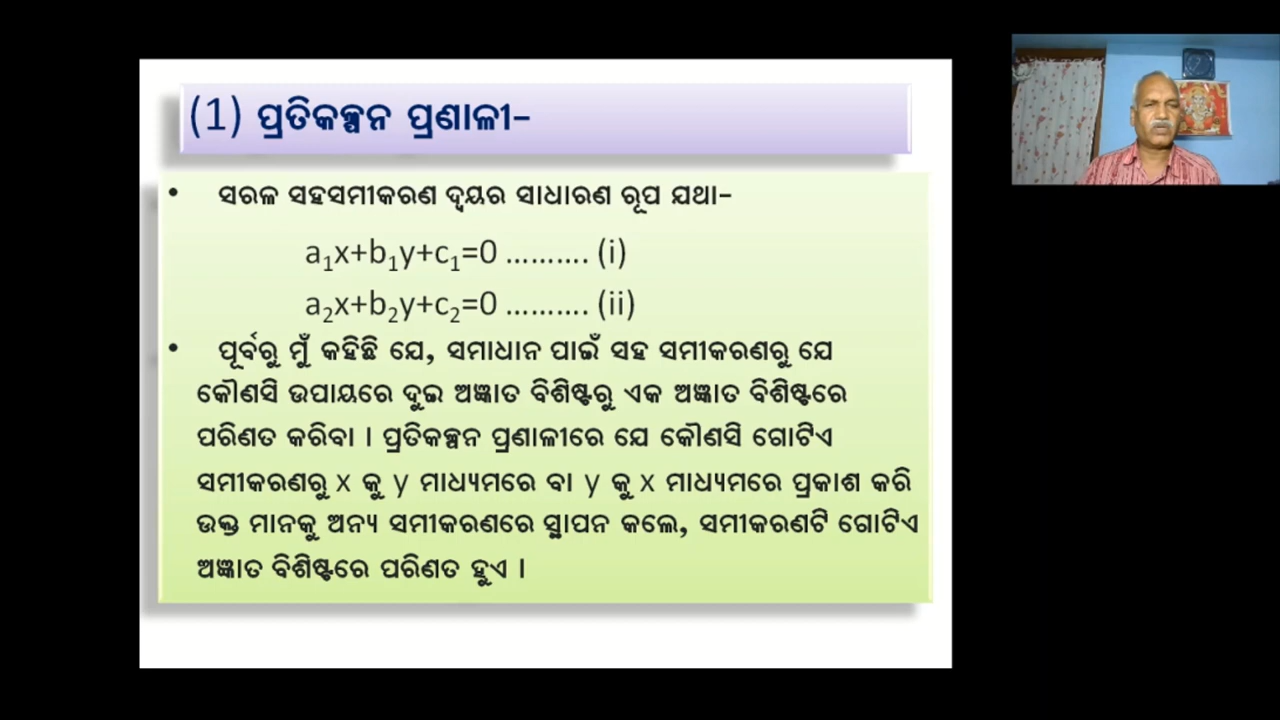 (1) ପ୍ରତିକଳ୍ପନ ପ୍ରଣାଳୀ-
• ସରଳ ସହସମୀକରଣ ଦ୍ୱୟର ସାଧାରଣ ରୂପ ଯଥା-
a₁x+b₁y+c₁=0 .......... (i)
a₂x+b₂y+c₂=0 .......... (ii)
• ପୂର୍ବରୁ ମୁଁ କହିଛି ଯେ, ସମାଧାନ ପାଇଁ ସହ ସମୀକରଣରୁ ଯେ
କୌଣସି ଉପାୟରେ ଦୁଇ ଅଜ୍ଞାତ ବିଶିଷ୍ଟରୁ ଏକ ଅଜ୍ଞାତ ବିଶିଷ୍ଟରେ
ପରିଣତ କରିବା । ପ୍ରତିକଳ୍ପନ ପ୍ରଣାଳୀରେ ଯେ କୌଣସି ଗୋଟିଏ
ସମୀକରଣରୁ x କୁ y ମାଧ୍ୟମରେ ବା y କୁ x ମାଧ୍ୟମରେ ପ୍ରକାଶ କରି
ଉକ୍ତ ମାନକୁ ଅନ୍ୟ ସମୀକରଣରେ ସ୍ଥାପନ କଲେ, ସମୀକରଣଟି ଗୋଟିଏ
ଅଜ୍ଞାତ ବିଶିଷ୍ଟରେ ପରିଣତ ହୁଏ ।